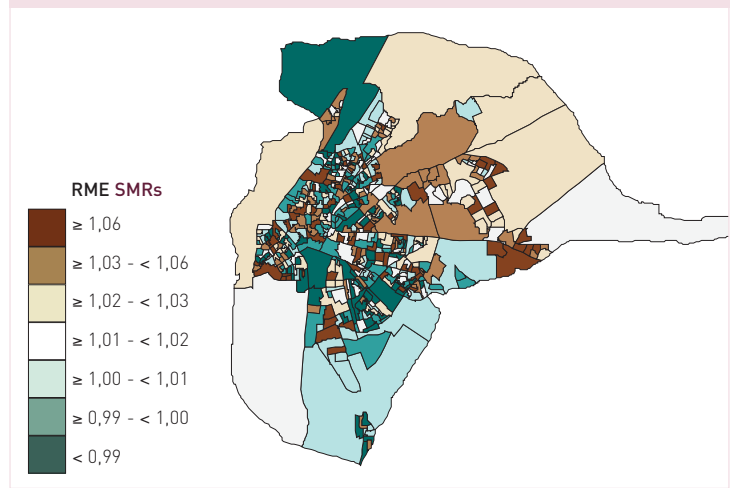 RME SMRs
≥ 1,06
≥ 1,03 - < 1,06
≥ 1,02 - < 1,03
≥ 1,01 - < 1,02
≥ 1,00 - < 1,01
≥ 0,99 - < 1,00
< 0,99